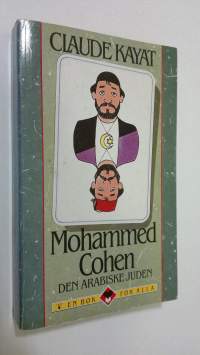 CLAUDE KAYAT
Mohammed
Cohen
DEN ARABISKE JUDEN
EN BOK FÖR ALLA